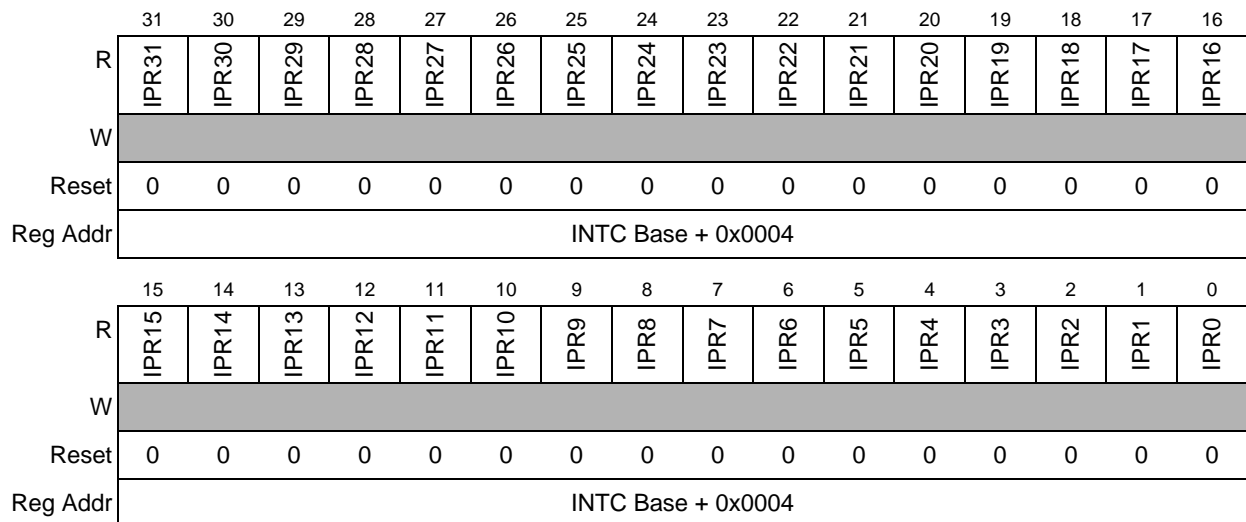 31 30 29 28 27 26 25 24 23 22 21 20 19 18 17 16
R IPR31 IPR30 IPR29 IPR28 IPR27 IPR26 IPR25 IPR24 IPR23 IPR22 IPR21 IPR20 IPR19 IPR18 IPR17 IPR16
W
Reset 0 0 0 0 0 0 0 0 0 0 0 0 0 0 0 0
Reg Addr INTC Base + 0x0004
15 14 13 12 11 10 9 8 7 6 5 4 3 2 1 0
R IPR15 IPR14 IPR13 IPR12 IPR11 IPR10 IPR9 IPR8 IPR7 IPR6 IPR5 IPR4 IPR3 IPR2 IPR1 IPR0
W
Reset 0 0 0 0 0 0 0 0 0 0 0 0 0 0 0 0
Reg Addr INTC Base + 0x0004